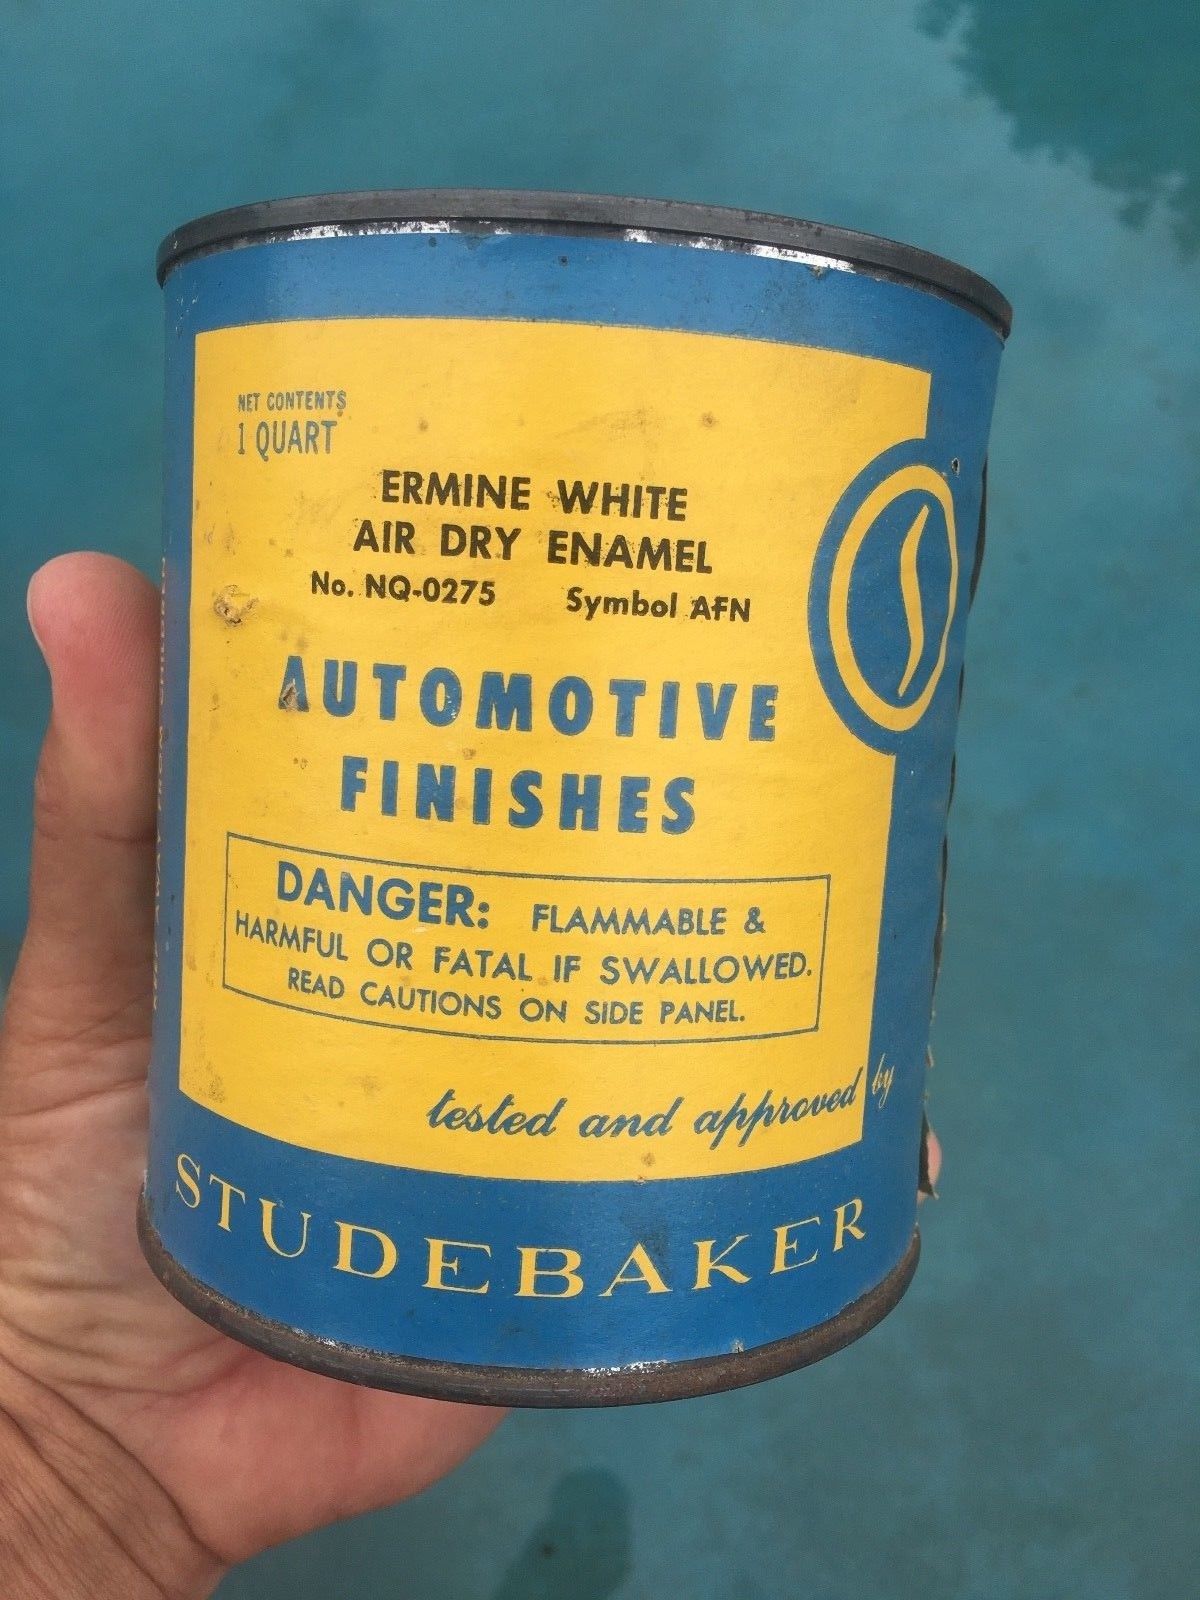 NET CONTENTS
1 QUART
ERMINE WHITE
AIR DRY ENAMEL
No. NQ-0275 Symbol AFN
AUTOMOTIVE
FINISHES
DANGER: FLAMMABLE &
HARMFUL OR FATAL IF SWALLOWED.
READ CAUTIONS ON SIDE PANEL.
tested and approved by
STUDEBAKER
S